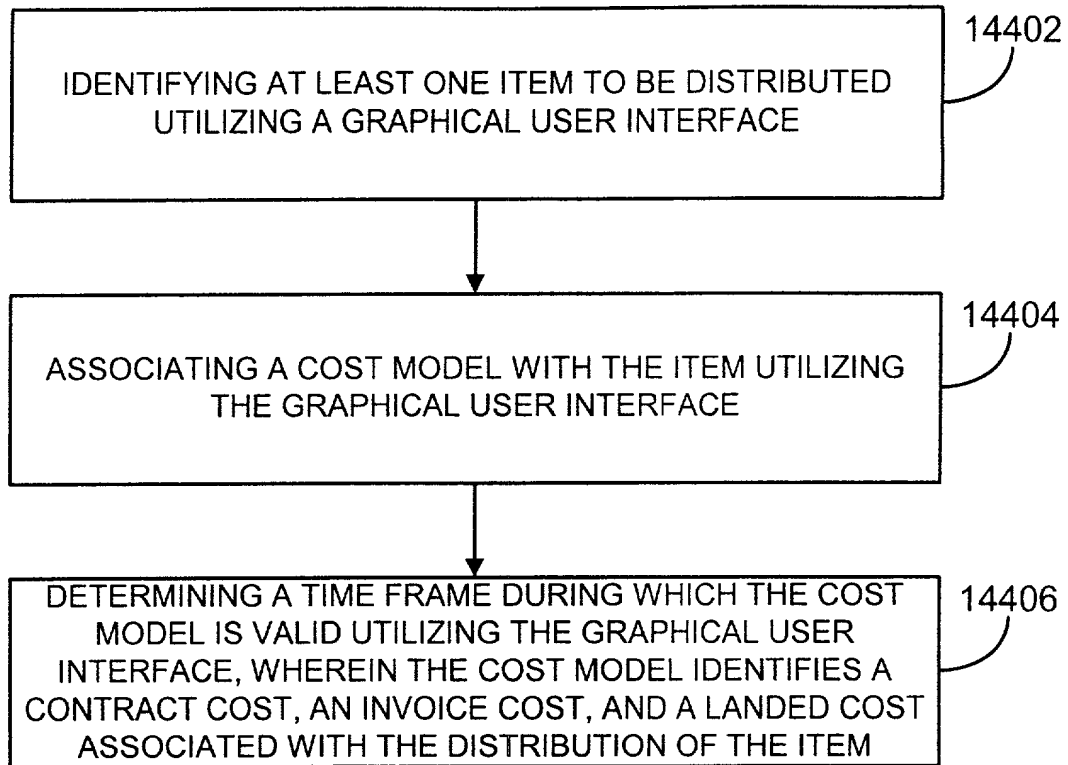 14402
IDENTIFYING AT LEAST ONE ITEM TO BE DISTRIBUTED
UTILIZING A GRAPHICAL USER INTERFACE
14404
ASSOCIATING A COST MODEL WITH THE ITEM UTILIZING
THE GRAPHICAL USER INTERFACE
14406
DETERMINING A TIME FRAME DURING WHICH THE COST
MODEL IS VALID UTILIZING THE GRAPHICAL USER
INTERFACE, WHEREIN THE COST MODEL IDENTIFIES A
CONTRACT COST, AN INVOICE COST, AND A LANDED COST
ASSOCIATED WITH THE DISTRIBUTION OF THE ITEM